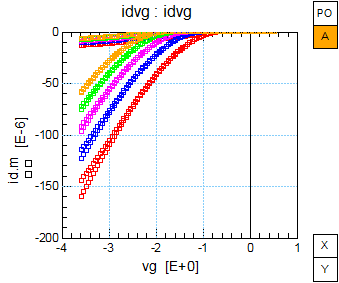 idvg : idvg
PO
A
0
-50
-100
-150
-200
id.m [E-6]
-4 -3 -2 -1 0 1
vg [E+0]
X
Y